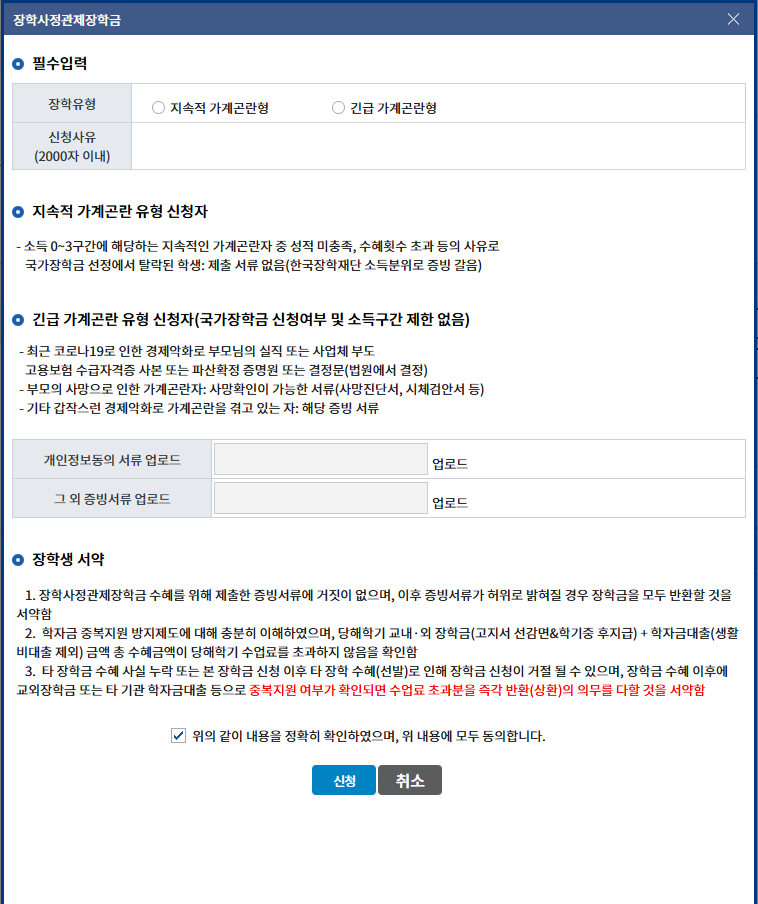 장학사정관제장학금
필수입력
장학유형
지속적 가계곤란형
긴급 가계곤란형
신청사유
(2000자 이내)
지속적 가계곤란 유형 신청자
- 소득 0~3구간에 해당하는 지속적인 가계곤란자 중 성적 미충족, 수혜횟수 초과 등의 사유로
국가장학금 선정에서 탈락된 학생: 제출 서류 없음(한국장학재단 소득분위로 증빙 갈음)
긴급 가계곤란 유형 신청자(국가장학금 신청여부 및 소득구간 제한 없음)
- 최근 코로나19로 인한 경제악화로 부모님의 실직 또는 사업체 부도
고용보험 수급자격증 사본 또는 파산확정 증명원 또는 결정문(법원에서 결정)
- 부모의 사망으로 인한 가계곤란자: 사망확인이 가능한 서류(사망진단서, 시체검안서 등)
- 기타 갑작스런 경제악화로 가계곤란을 겪고 있는 자: 해당 증빙 서류
개인정보동의 서류 업로드
업로드
그 외 증빙서류 업로드
업로드
장학생 서약
1. 장학사정관제장학금 수혜를 위해 제출한 증빙서류에 거짓이 없으며, 이후 증빙서류가 허위로 밝혀질 경우 장학금을 모두 반환할 것을
서약함
2. 학자금 중복지원 방지제도에 대해 충분히 이해하였으며, 당해학기 교내·외 장학금(고지서 선감면&학기중 후지급) + 학자금대출(생활
비대출 제외) 금액 총 수혜금액이 당해학기 수업료를 초과하지 않음을 확인함
3. 타 장학금 수혜 사실 누락 또는 본 장학금 신청 이후 타 장학 수혜(선발)로 인해 장학금 신청이 거절 될 수 있으며, 장학금 수혜 이후에
교외장학금 또는 타 기관 학자금대출 등으로 중복지원 여부가 확인되면 수업료 초과분을 즉각 반환(상환)의 의무를 다할 것을 서약함
위의 같이 내용을 정확히 확인하였으며, 위 내용에 모두 동의합니다.
신청
취소